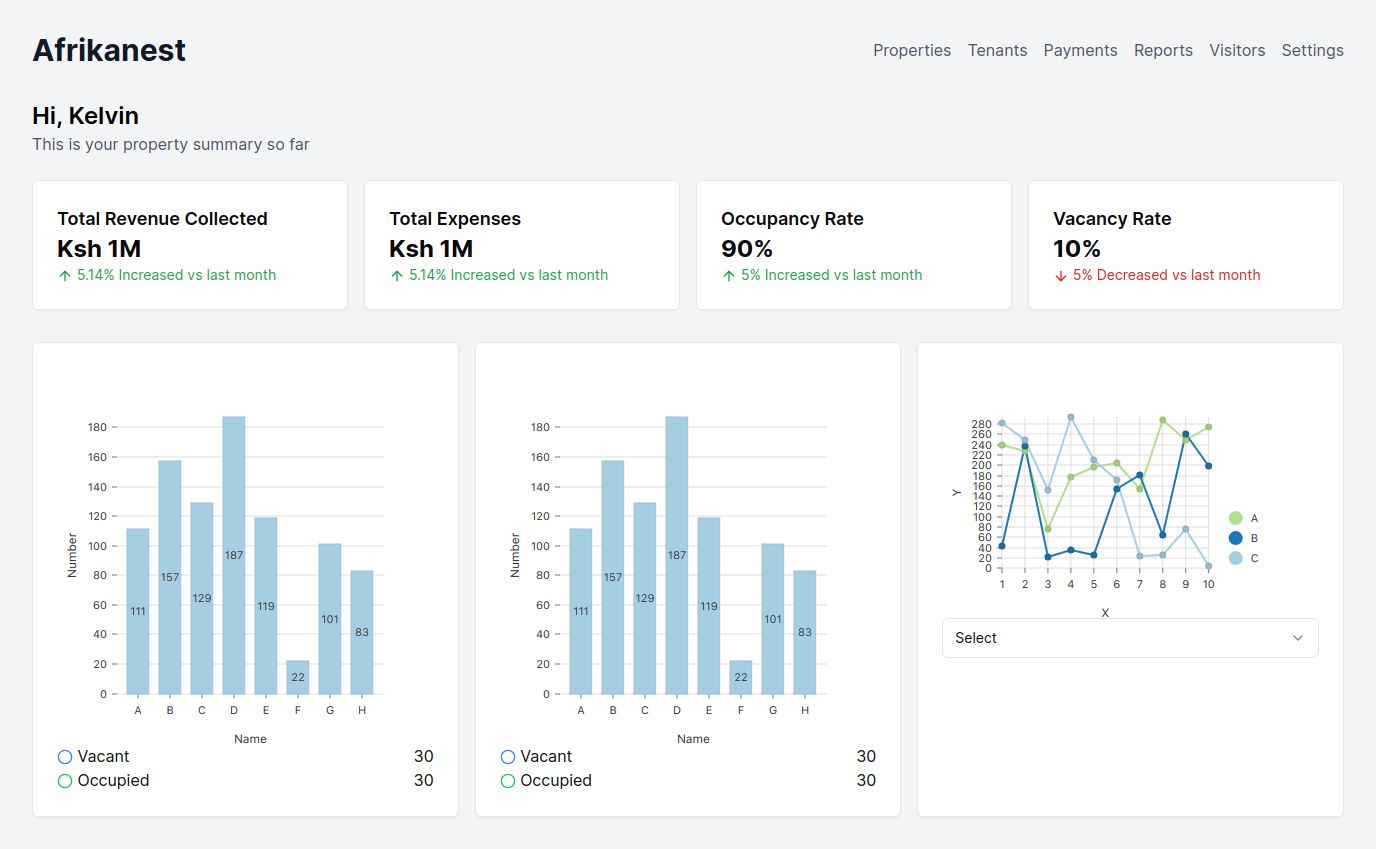 Afrikanest
Properties Tenants Payments Reports Visitors Settings
Hi, Kelvin
This is your property summary so far
Total Revenue Collected
Ksh 1M
5.14% Increased vs last month
Total Expenses
Ksh 1M
5.14% Increased vs last month
Occupancy Rate
90%
5% Increased vs last month
Vacancy Rate
10%
5% Decreased vs last month
Number
180
160
140
120
100
80
60
40
20
0
111 157 129 187 119 22 101 83
A B C D E F G H
Name
Vacant 30
Occupied 30
Number
180
160
140
120
100
80
60
40
20
0
111 157 129 187 119 22 101 83
A B C D E F G H
Name
Vacant 30
Occupied 30
Y
280
260
240
220
200
180
160
140
120
100
80
60
40
20
0
1 2 3 4 5 6 7 8 9 10
X
A
B
C
Select